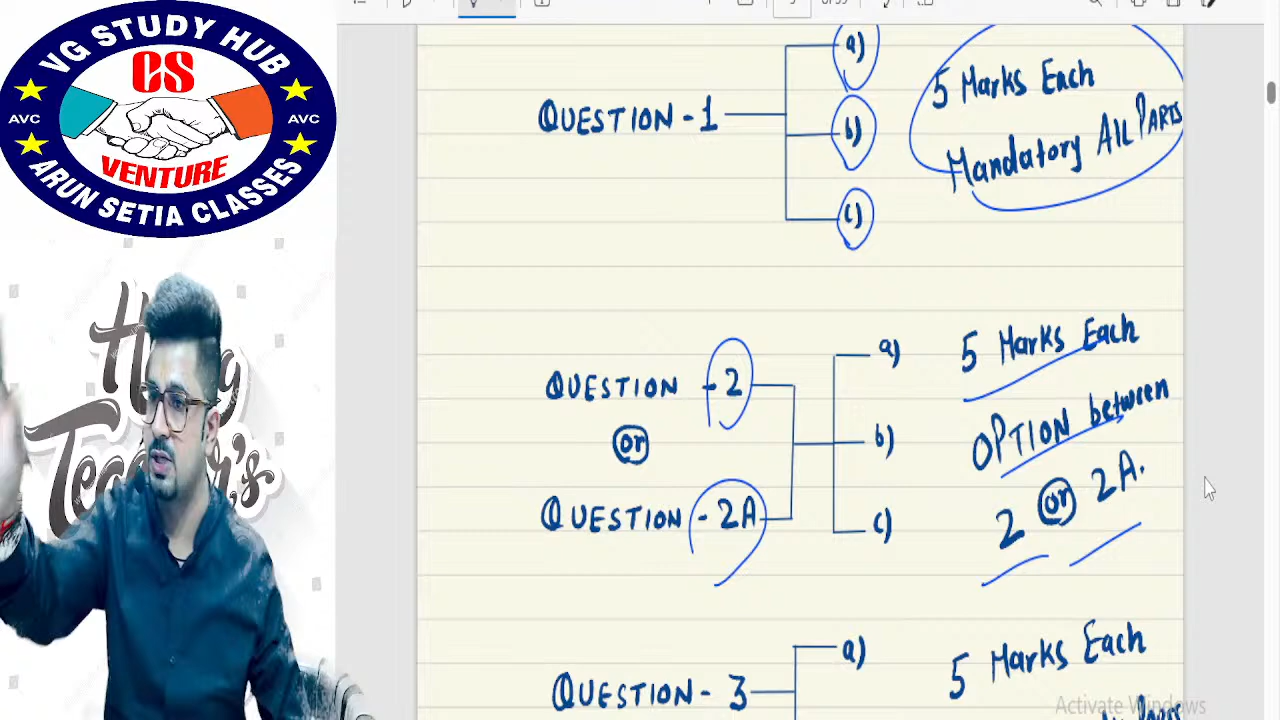 VG STUDY HUB
CS
AVC
AVC
VENTURE
ARUN SETIA CLASSES
a)
QUESTION - 1
b)
c)
5 Marks Each
Mandatory All PARTS
QUESTION - 2
or
QUESTION - 2A
a)
b)
c)
5 Marks Each
OPTION between
2 or 2A.
QUESTION - 3
a)
5 Marks Each
Activate Windows